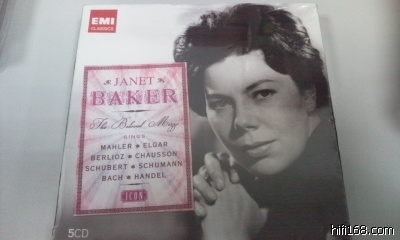 EMI
CLASSICS
JANET
BAKER
The Beloved Mezzo
SINGS
MAHLER ★ ELGAR
BERLIOZ ★ CHAUSSON
SCHUBERT ★ SCHUMANN
BACH ★ HANDEL
ICON
5CD
hifi168.com